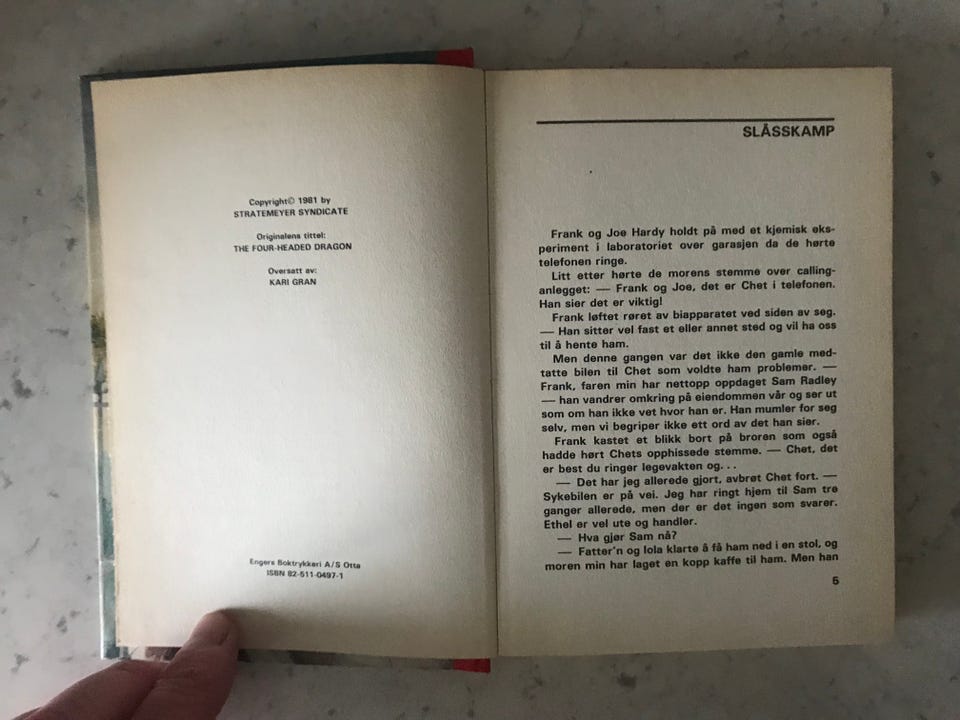 Copyright© 1981 by
STRATEMEYER SYNDICATE
Originalens tittel:
THE FOUR-HEADED DRAGON
Oversatt av:
KARI GRAN
Engers Boktrykkeri A/S Otta
ISBN 82-511-0497-1
SLÅSSKAMP
Frank og Joe Hardy holdt på med et kjemisk eks-
periment i laboratoriet over garasjen da de hørte
telefonen ringe.
Litt etter hørte de morens stemme over calling-
anlegget: — Frank og Joe, det er Chet i telefonen.
Han sier det er viktig!
Frank løftet røret av biapparatet ved siden av seg.
— Han sitter vel fast et eller annet sted og vil ha oss
til å hente ham.
Men denne gangen var det ikke den gamle med-
tatte bilen til Chet som voldte ham problemer. —
Frank, faren min har nettopp oppdaget Sam Radley
— han vandrer omkring på eiendommen vår og ser ut
som om han ikke vet hvor han er. Han mumler for seg
selv, men vi begriper ikke ett ord av det han sier.
Frank kastet et blikk bort på broren som også
hadde hørt Chets opphissede stemme. — Chet, det
er best du ringer legevakten og...
— Det har jeg allerede gjort, avbrøt Chet fort. —
Sykebilen er på vei. Jeg har ringt hjem til Sam tre
ganger allerede, men der er det ingen som svarer.
Ethel er vel ute og handler.
— Hva gjør Sam nå?
— Fatter'n og Iola klarte å få ham ned i en stol, og
moren min har laget en kopp kaffe til ham. Men han
5